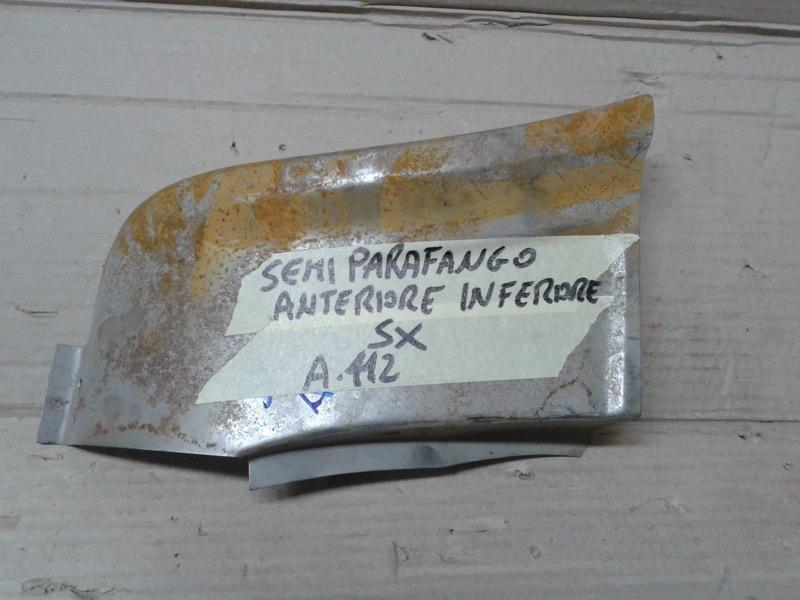 SEMI PARAFANGO
ANTERIORE INFERIORE
SX
A.112